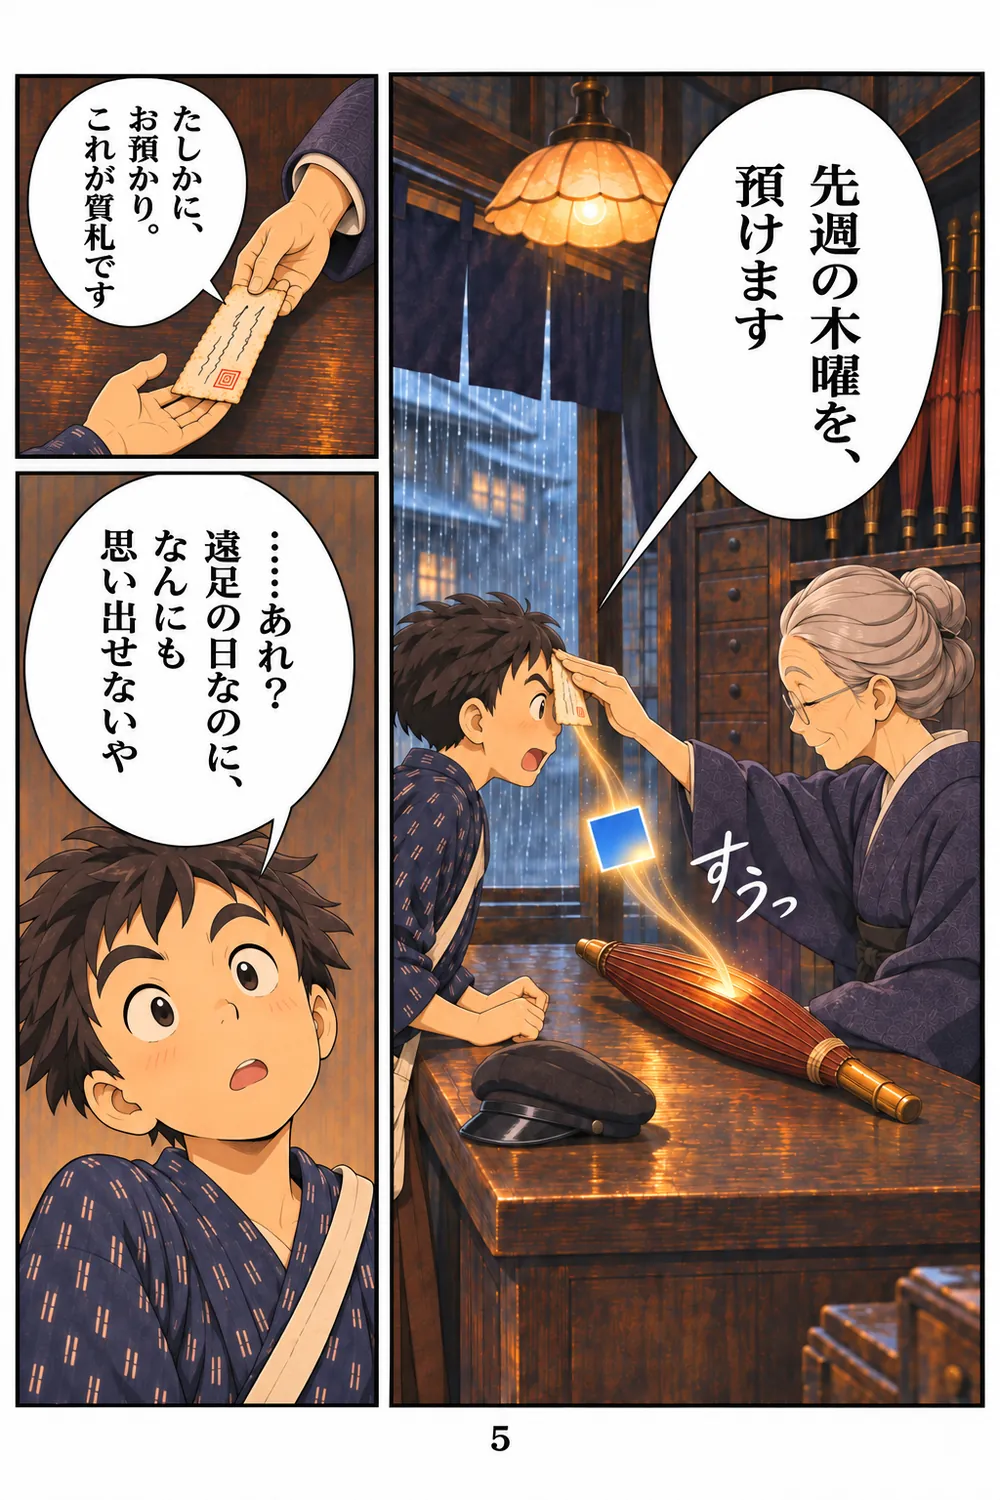 先週の木曜を、
預けます
すうっ
たしかに、
お預かり。
これが質札です
……あれ？
遠足の日なのに、
なんにも
思い出せないや
5